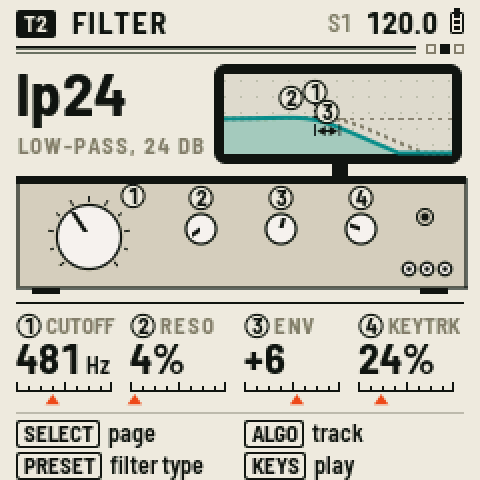 T2 FILTER S1 120.0
lp24
LOW-PASS, 24 DB
2 1
3
1 2 3 4
1 CUTOFF 2 RESO 3 ENV 4 KEYTRK
481 Hz 4% +6 24%
SELECT page ALGO track
PRESET filter type KEYS play